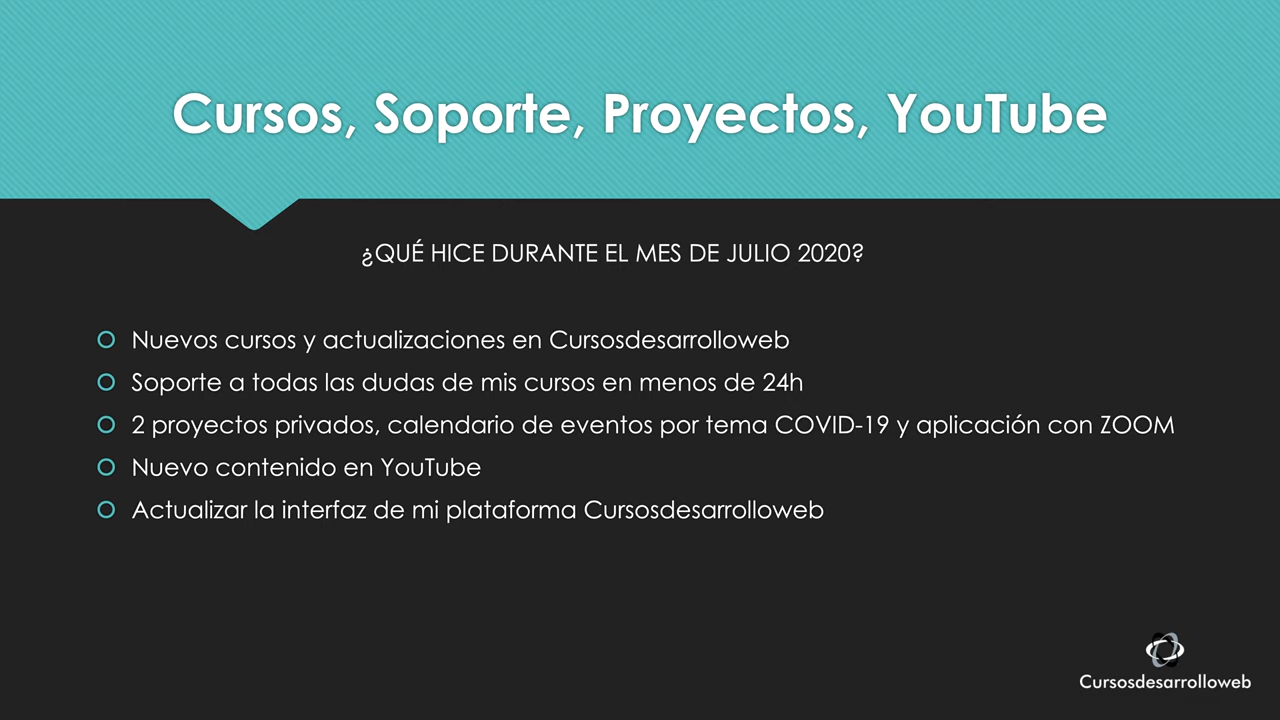 Cursos, Soporte, Proyectos, YouTube
¿QUÉ HICE DURANTE EL MES DE JULIO 2020?
Nuevos cursos y actualizaciones en Cursosdesarrolloweb
Soporte a todas las dudas de mis cursos en menos de 24h
2 proyectos privados, calendario de eventos por tema COVID-19 y aplicación con ZOOM
Nuevo contenido en YouTube
Actualizar la interfaz de mi plataforma Cursosdesarrolloweb
Cursosdesarrolloweb